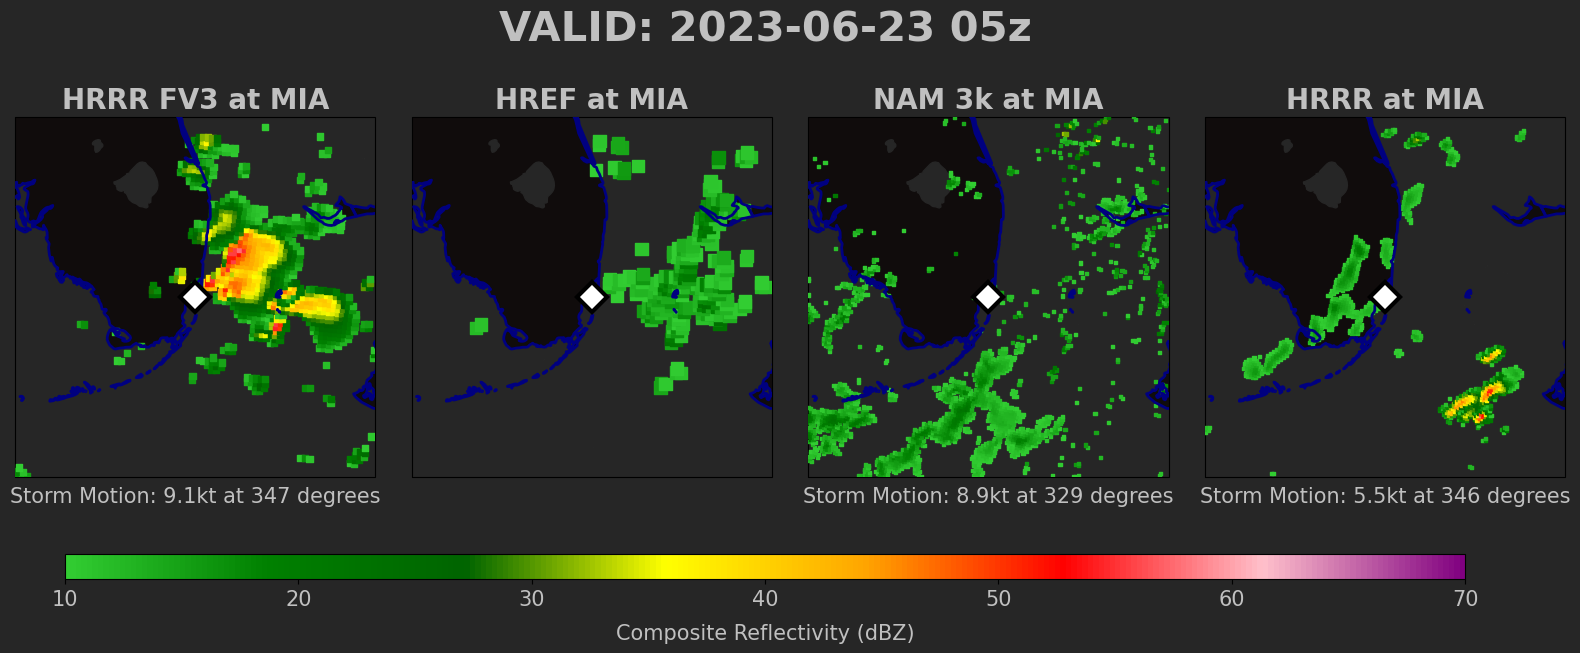 VALID: 2023-06-23 05z
HRRR FV3 at MIA
HREF at MIA
NAM 3k at MIA
HRRR at MIA
Storm Motion: 9.1kt at 347 degrees
Storm Motion: 8.9kt at 329 degrees
Storm Motion: 5.5kt at 346 degrees
10 20 30 40 50 60 70
Composite Reflectivity (dBZ)